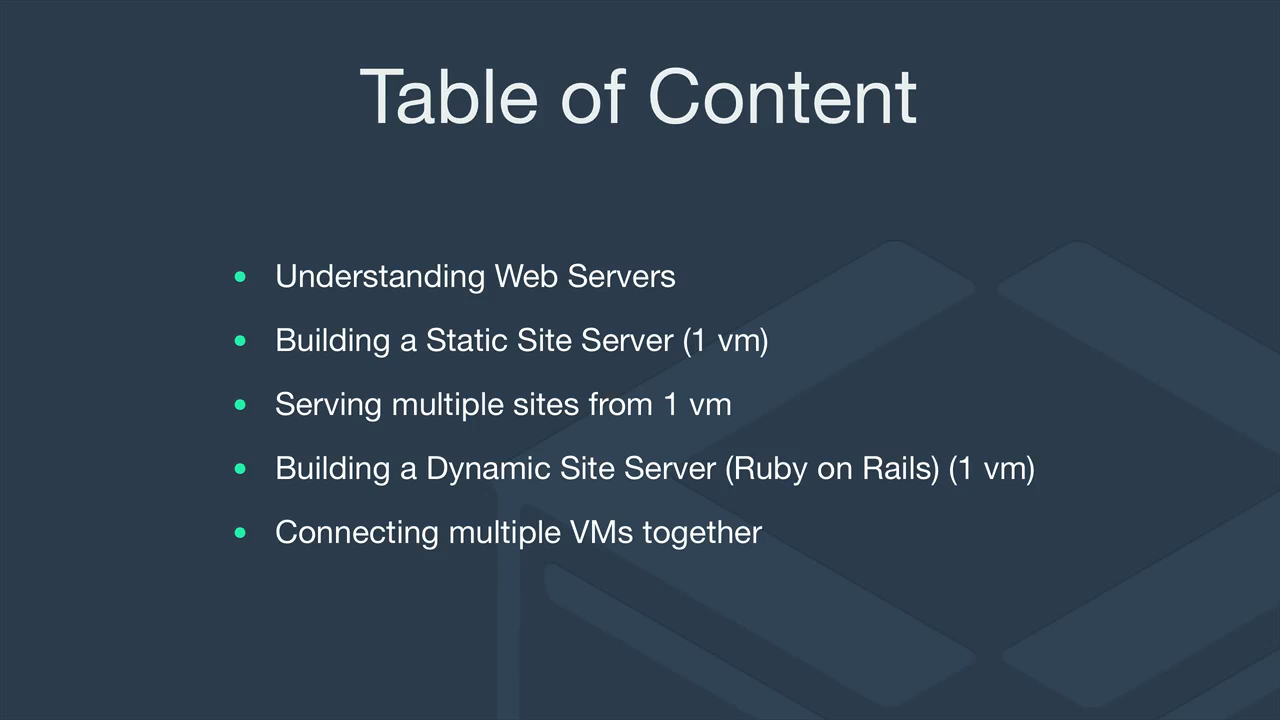 Table of Content
• Understanding Web Servers
• Building a Static Site Server (1 vm)
• Serving multiple sites from 1 vm
• Building a Dynamic Site Server (Ruby on Rails) (1 vm)
• Connecting multiple VMs together